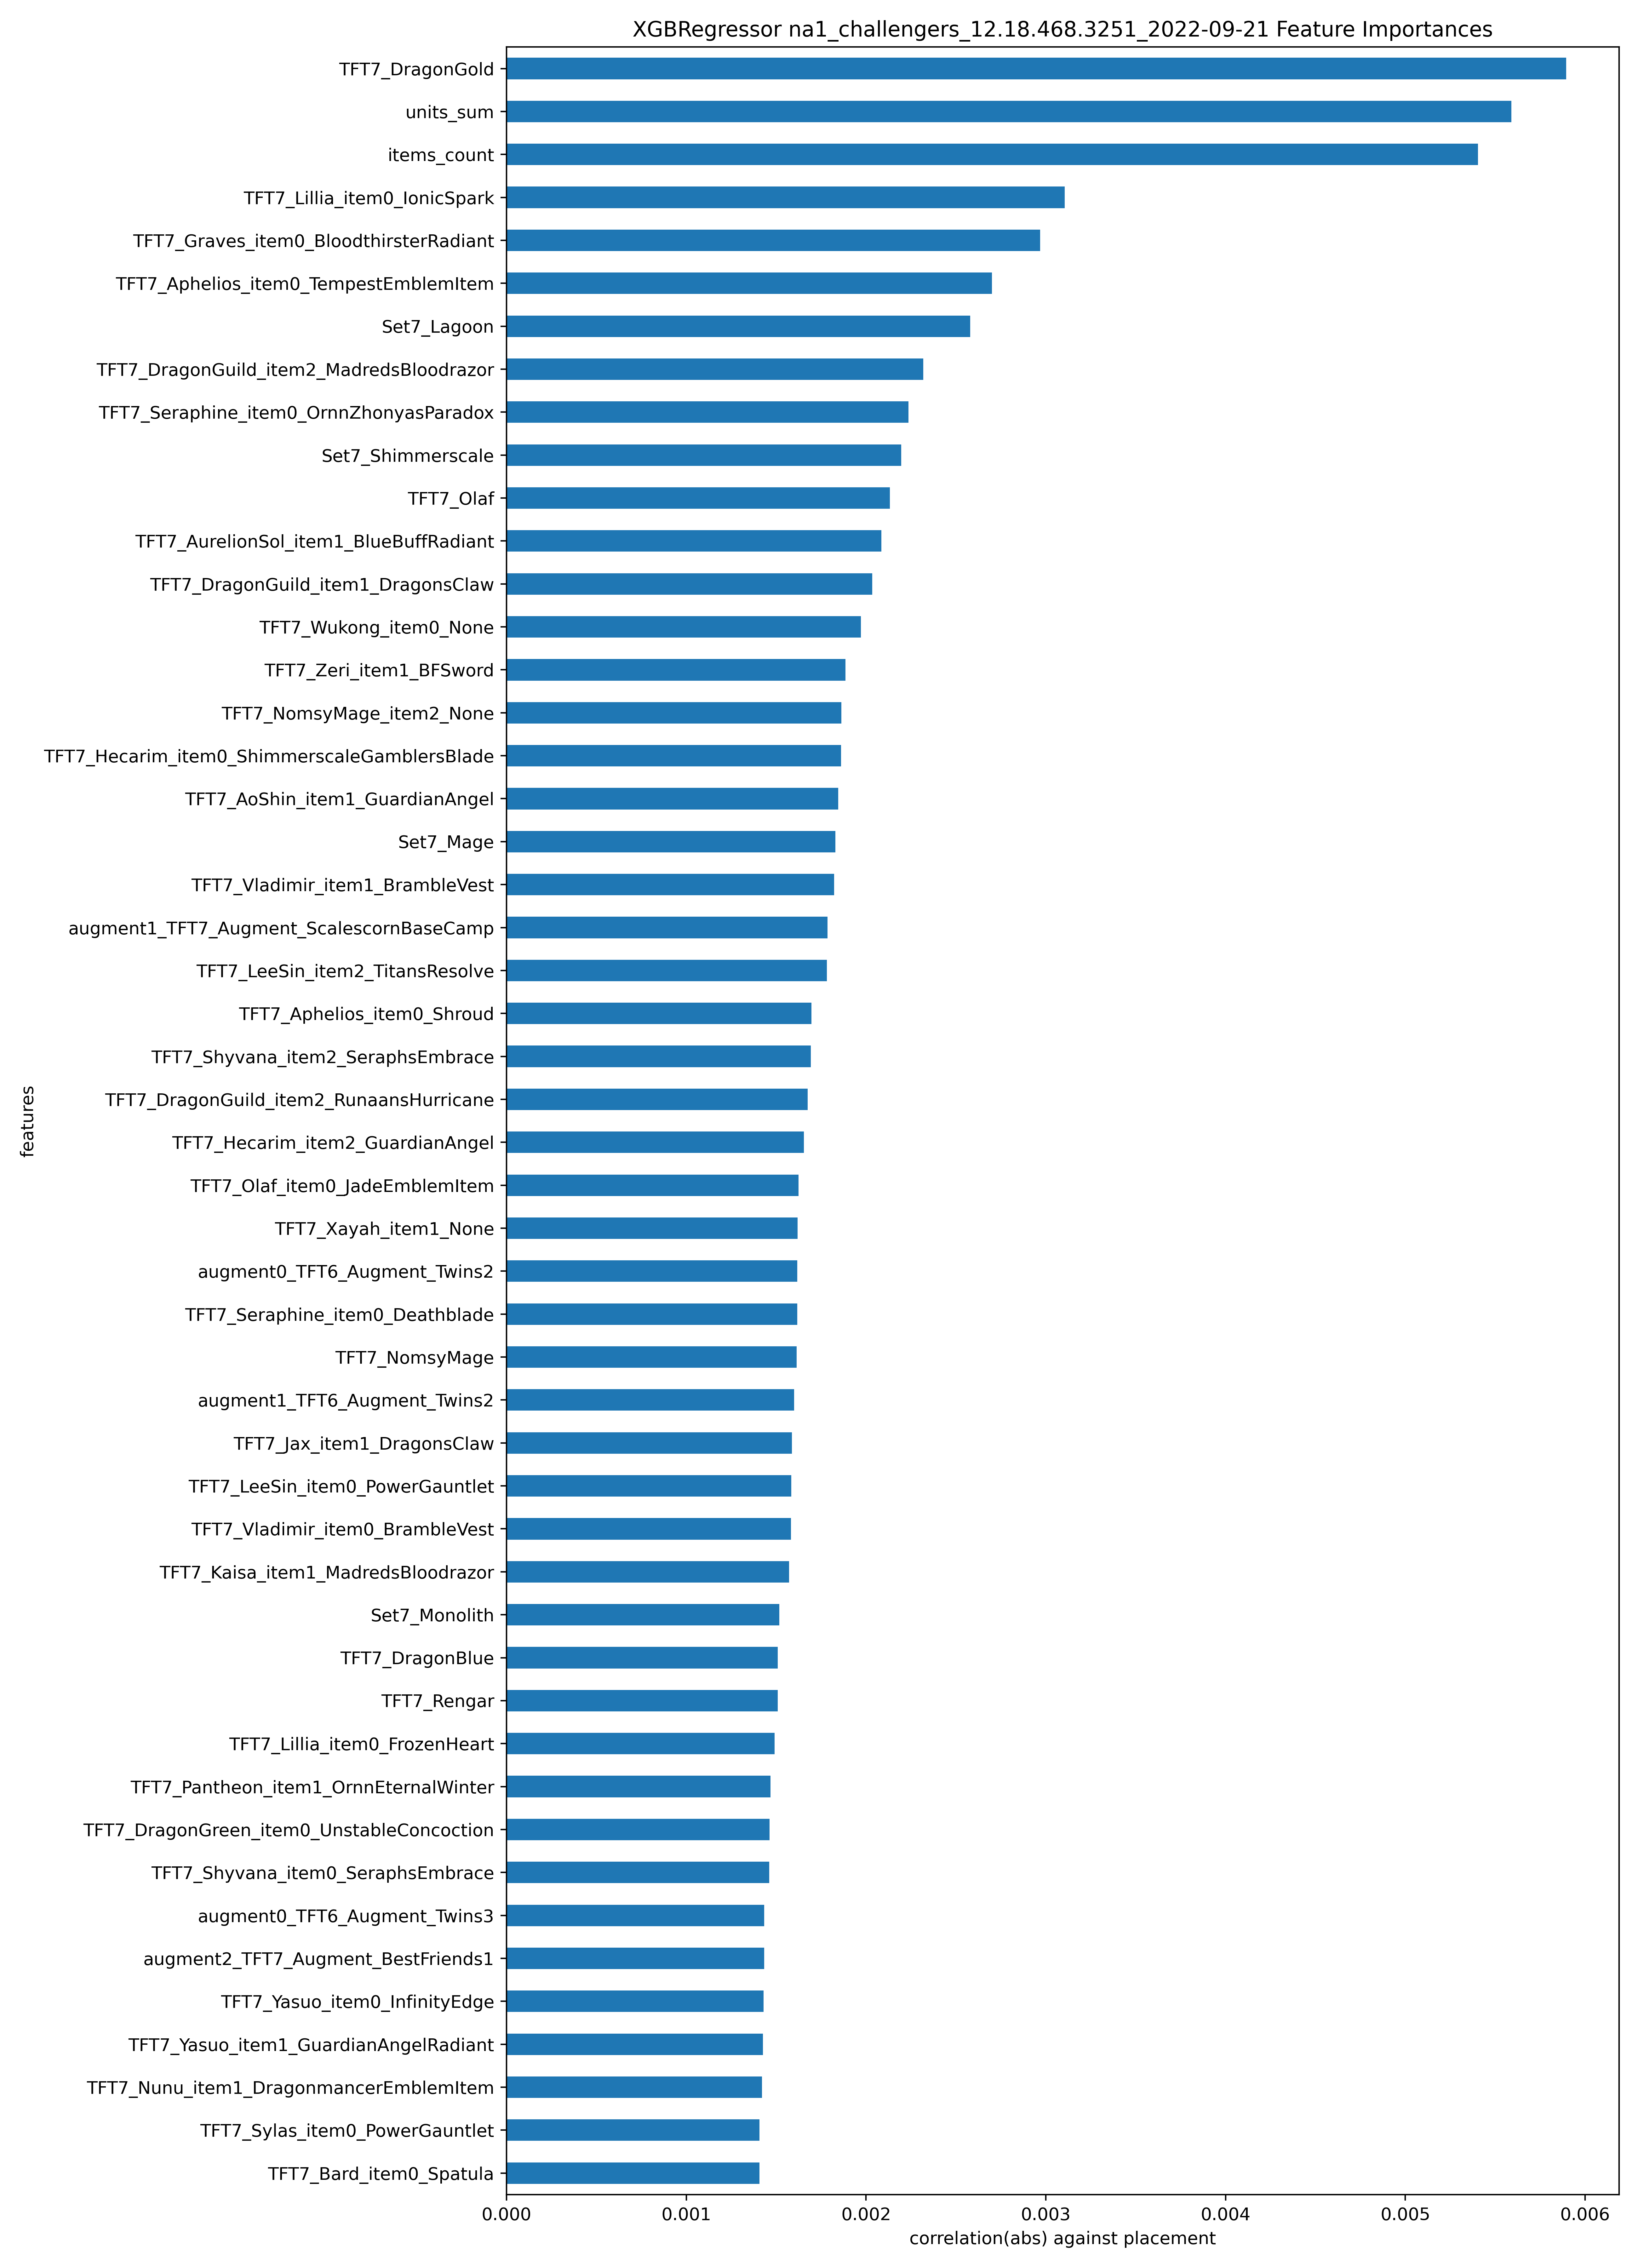 XGBRegressor na1_challengers_12.18.468.3251_2022-09-21 Feature Importances
TFT7_DragonGold
units_sum
items_count
TFT7_Lillia_item0_IonicSpark
TFT7_Graves_item0_BloodthirsterRadiant
TFT7_Aphelios_item0_TempestEmblemItem
Set7_Lagoon
TFT7_DragonGuild_item2_MadredsBloodrazor
TFT7_Seraphine_item0_OrnnZhonyasParadox
Set7_Shimmerscale
TFT7_Olaf
TFT7_AurelionSol_item1_BlueBuffRadiant
TFT7_DragonGuild_item1_DragonsClaw
TFT7_Wukong_item0_None
TFT7_Zeri_item1_BFSword
TFT7_NomsyMage_item2_None
TFT7_Hecarim_item0_ShimmerscaleGamblersBlade
TFT7_AoShin_item1_GuardianAngel
Set7_Mage
TFT7_Vladimir_item1_BrambleVest
augment1_TFT7_Augment_ScalescornBaseCamp
TFT7_LeeSin_item2_TitansResolve
TFT7_Aphelios_item0_Shroud
TFT7_Shyvana_item2_SeraphsEmbrace
TFT7_DragonGuild_item2_RunaansHurricane
TFT7_Hecarim_item2_GuardianAngel
TFT7_Olaf_item0_JadeEmblemItem
TFT7_Xayah_item1_None
augment0_TFT6_Augment_Twins2
TFT7_Seraphine_item0_Deathblade
TFT7_NomsyMage
augment1_TFT6_Augment_Twins2
TFT7_Jax_item1_DragonsClaw
TFT7_LeeSin_item0_PowerGauntlet
TFT7_Vladimir_item0_BrambleVest
TFT7_Kaisa_item1_MadredsBloodrazor
Set7_Monolith
TFT7_DragonBlue
TFT7_Rengar
TFT7_Lillia_item0_FrozenHeart
TFT7_Pantheon_item1_OrnnEternalWinter
TFT7_DragonGreen_item0_UnstableConcoction
TFT7_Shyvana_item0_SeraphsEmbrace
augment0_TFT6_Augment_Twins3
augment2_TFT7_Augment_BestFriends1
TFT7_Yasuo_item0_InfinityEdge
TFT7_Yasuo_item1_GuardianAngelRadiant
TFT7_Nunu_item1_DragonmancerEmblemItem
TFT7_Sylas_item0_PowerGauntlet
TFT7_Bard_item0_Spatula
features
0.000 0.001 0.002 0.003 0.004 0.005 0.006
correlation(abs) against placement